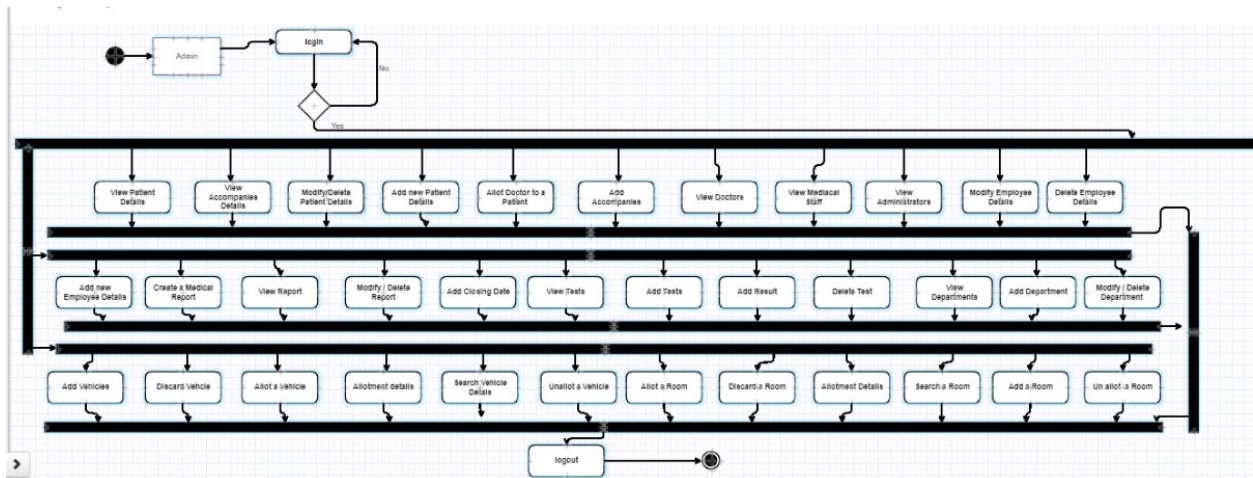 Admin
login
No
Yes
View Patient
Details
View
Accompanies
Details
Modify/Delete
Patient Details
Add new Patient
Details
Allot Doctor to a
Patient
Add
Accompanies
View Doctors
View Mediacal
Staff
View
Administrators
Modify Employee
Details
Delete Employee
Details
Add new
Employee Details
Create a Medical
Report
View Report
Modify / Delete
Report
Add Closing Date
View Tests
Add Tests
Add Result
Delete Test
View
Departments
Add Department
Modify / Delete
Department
Add Vehicles
Discard Vehicle
Allot a Vehicle
Allotment details
Search Vehicle
Details
Unallot a Vehicle
Allot a Room
Discard a Room
Allotment Details
Search a Room
Add a Room
Un allot a Room
logout